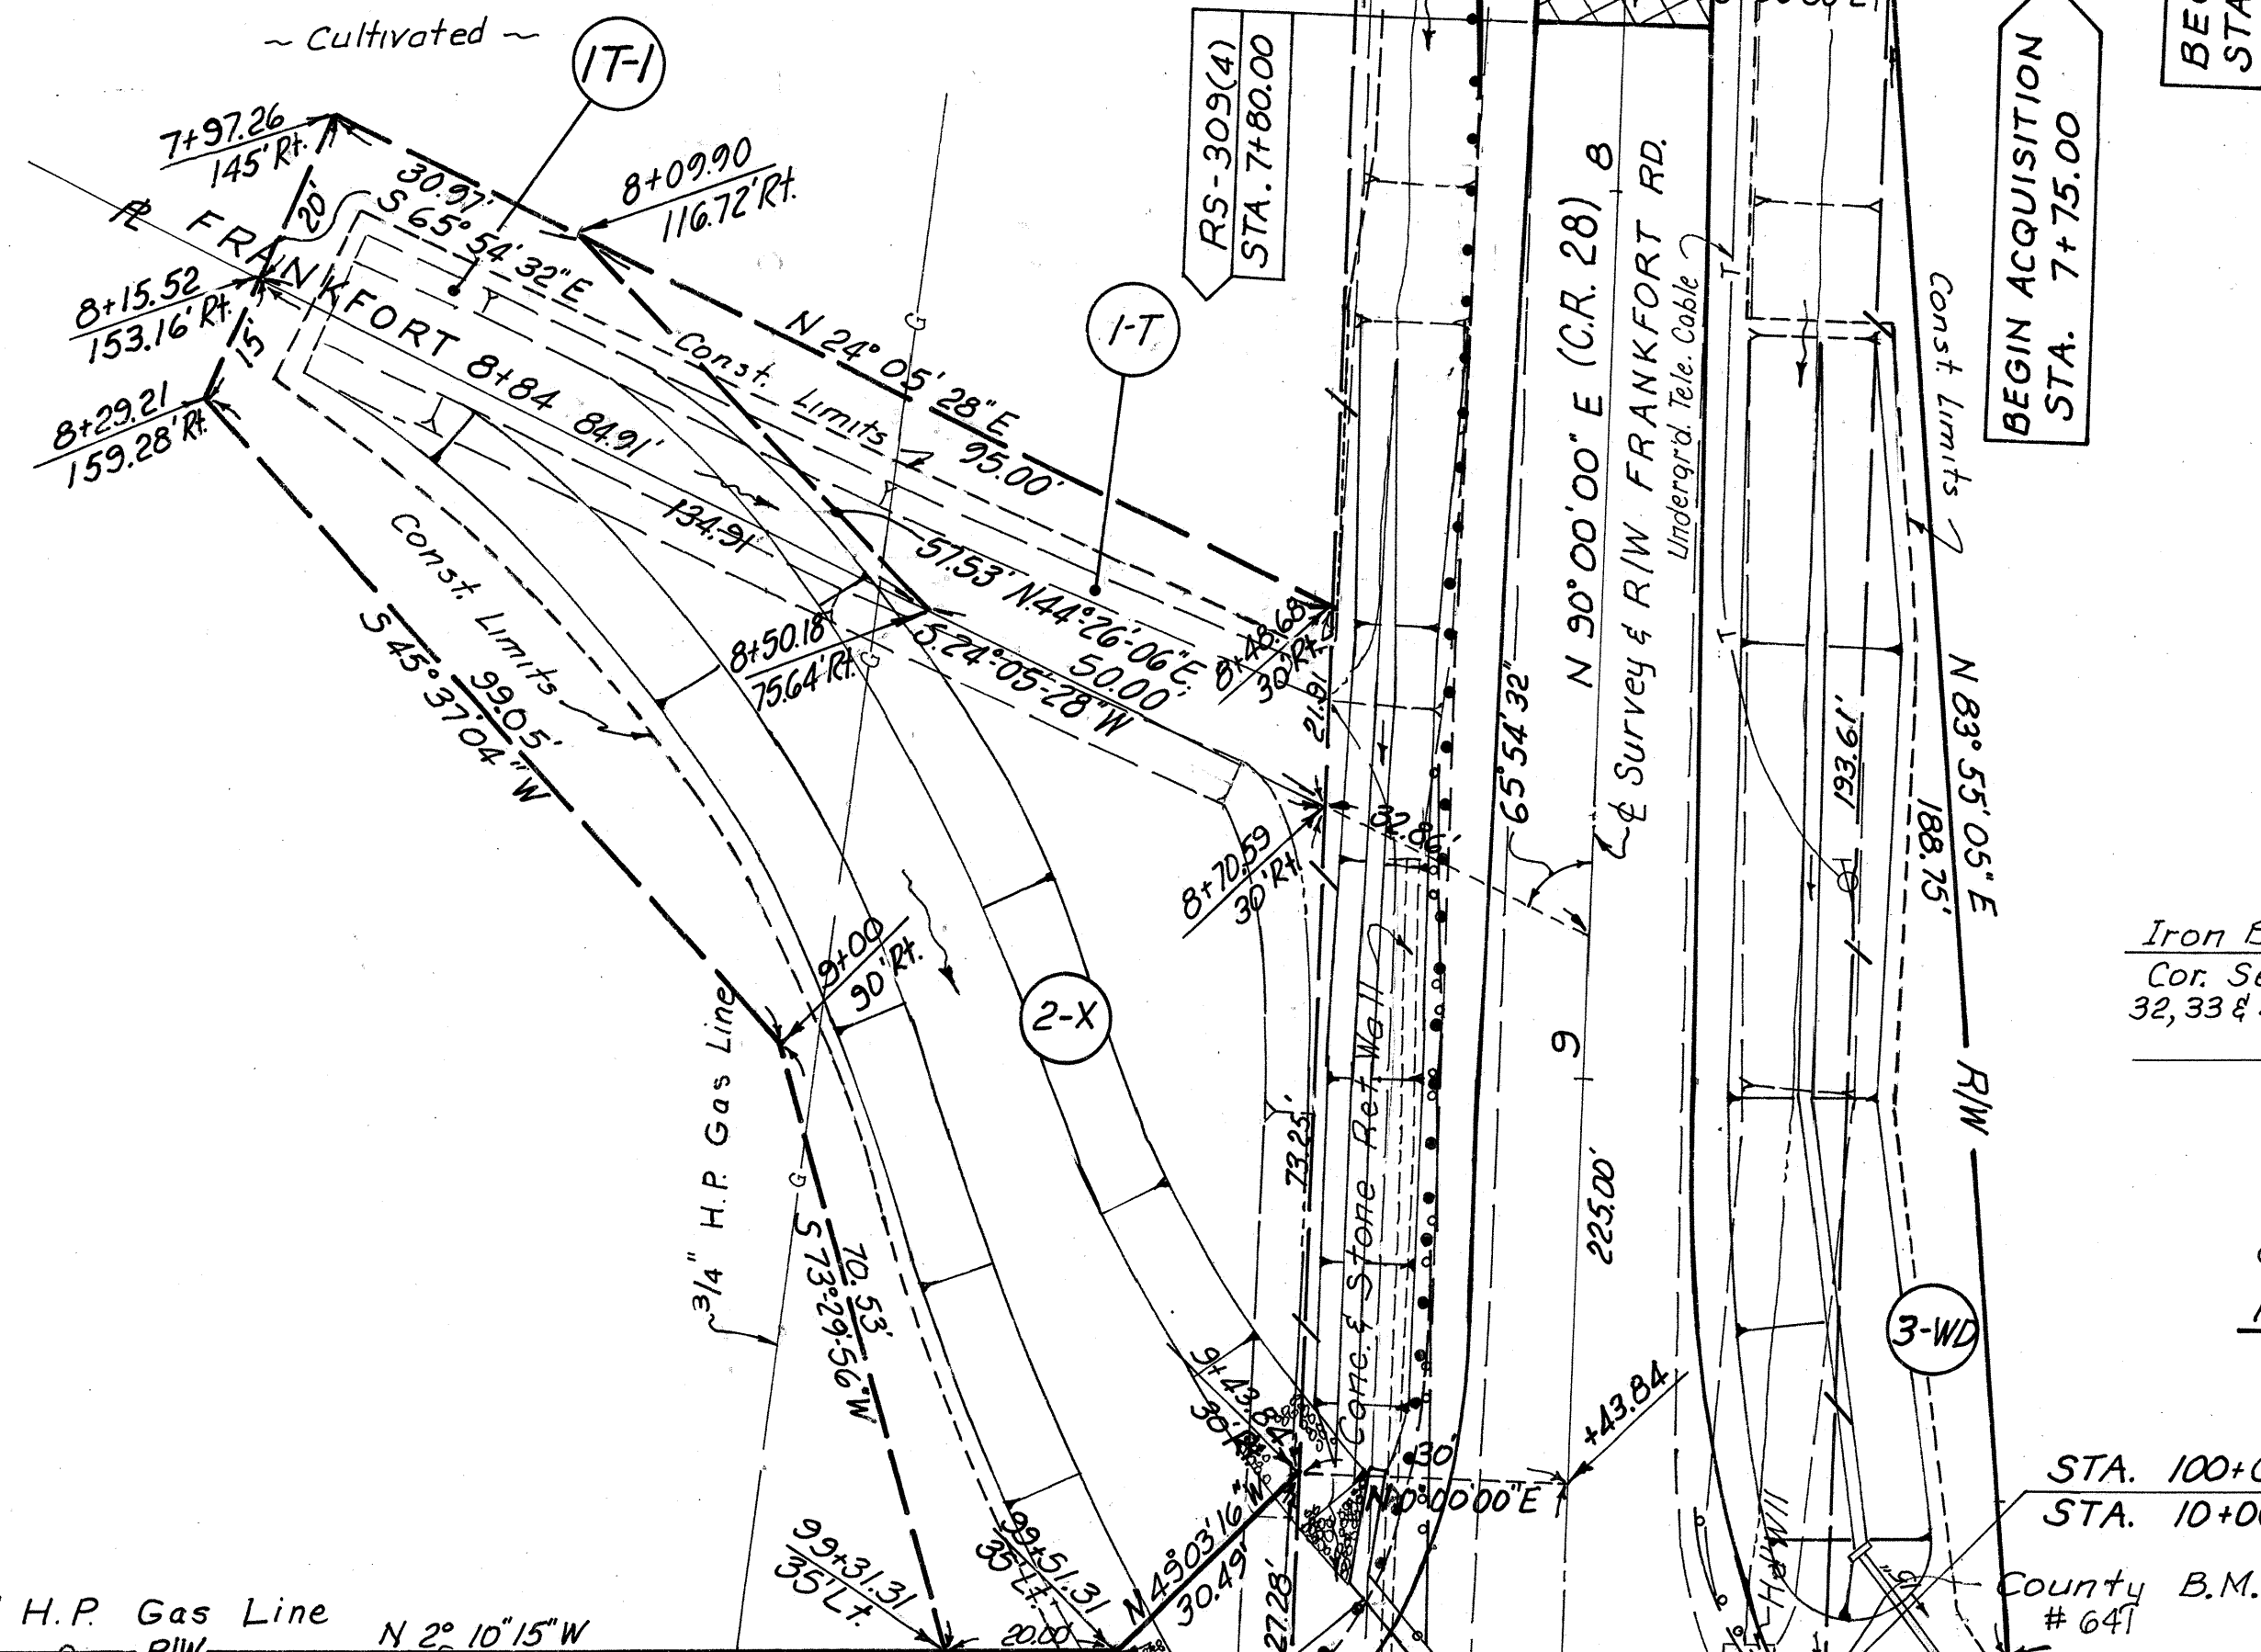 ~ Cultivated ~
1T-1
7+97.26
145' Rt.
30.97'
S 65° 54' 32" E
20'
8+09.90
116.72' Rt.
RS-309(4)
STA. 7+80.00
BEGIN ACQUISITION
STA. 7+75.00
PL FRANKFORT 8+84
84.91'
8+15.52
153.16' Rt.
15'
8+29.21
159.28' Rt.
N 24° 05' 28" E
95.00'
Const. Limits
1-T
G
8
N 90° 00' 00" E (C.R. 28)
℄ Survey & R/W FRANKFORT RD.
Undergr'd. Tele. Cable
T
Const. Limits
134.91
57.53' N.44°-26'-06"E.
50.00'
S.24°-05'-28"W
8+50.18
75.64' Rt.
G
8+48.68
30' Rt.
21.91
Const. Limits
S 45° 37' 04" W
99.05'
65° 54' 32"
T
N 83° 55' 05" E
188.75'
193.61'
32.86'
8+70.59
30' Rt.
9+00
90' Rt.
2-X
9
R/W
Iron
Cor.
32, 33 &
3/4" H.P. Gas Line
G
S 73°-29'-56" W
70.53'
73.25'
Conc. & Stone Ret Wall
225.00'
3-WD
9+43.84
30' Rt.
+43.84
30'
N 0° 00' 00" E
N 49° 03' 16" W
30.49'
27.28'
99+31.31
35' Lt.
99+51.31
35' Lt.
20.00
STA. 100+0
STA. 10+00
County B.M.
# 641
H.P. Gas Line
R/W
N 2° 10" 15" W